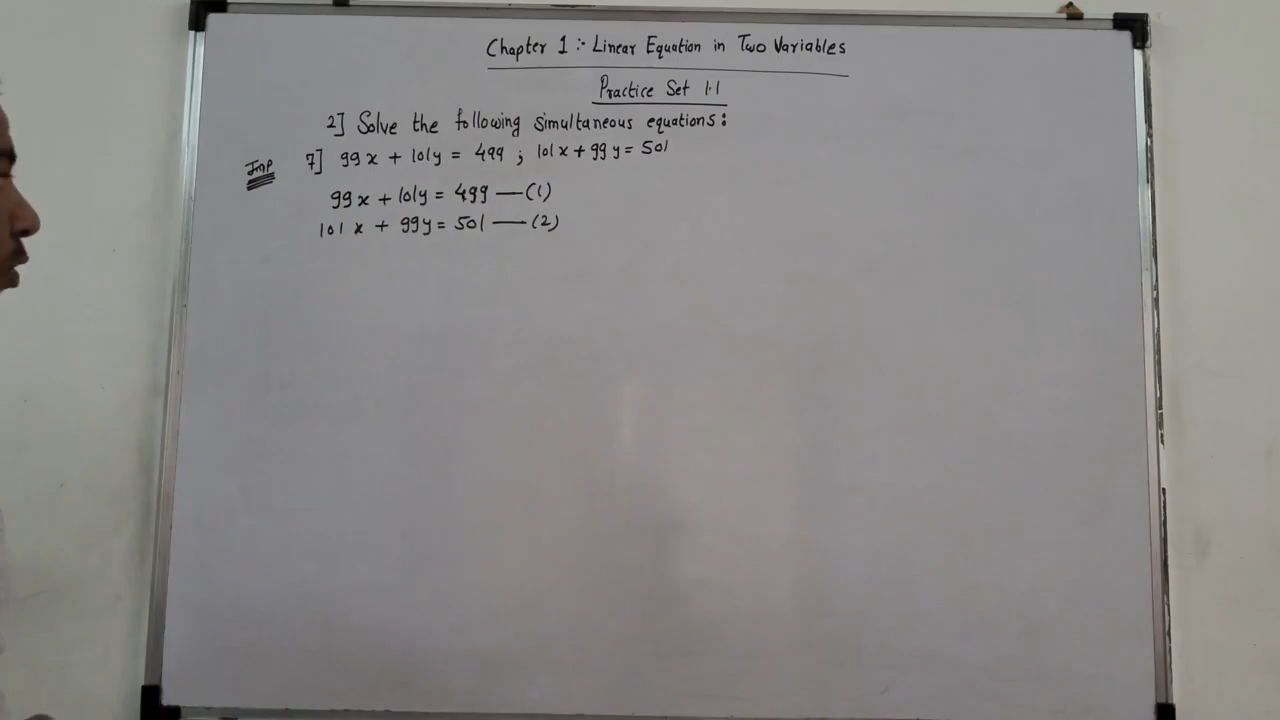 Chapter 1:- Linear Equation in Two Variables
Practice Set 1.1
2] Solve the following simultaneous equations:
Imp 7] 99x + 101y = 499 ; 101x + 99y = 501
99x + 101y = 499 —(1)
101x + 99y = 501 —(2)